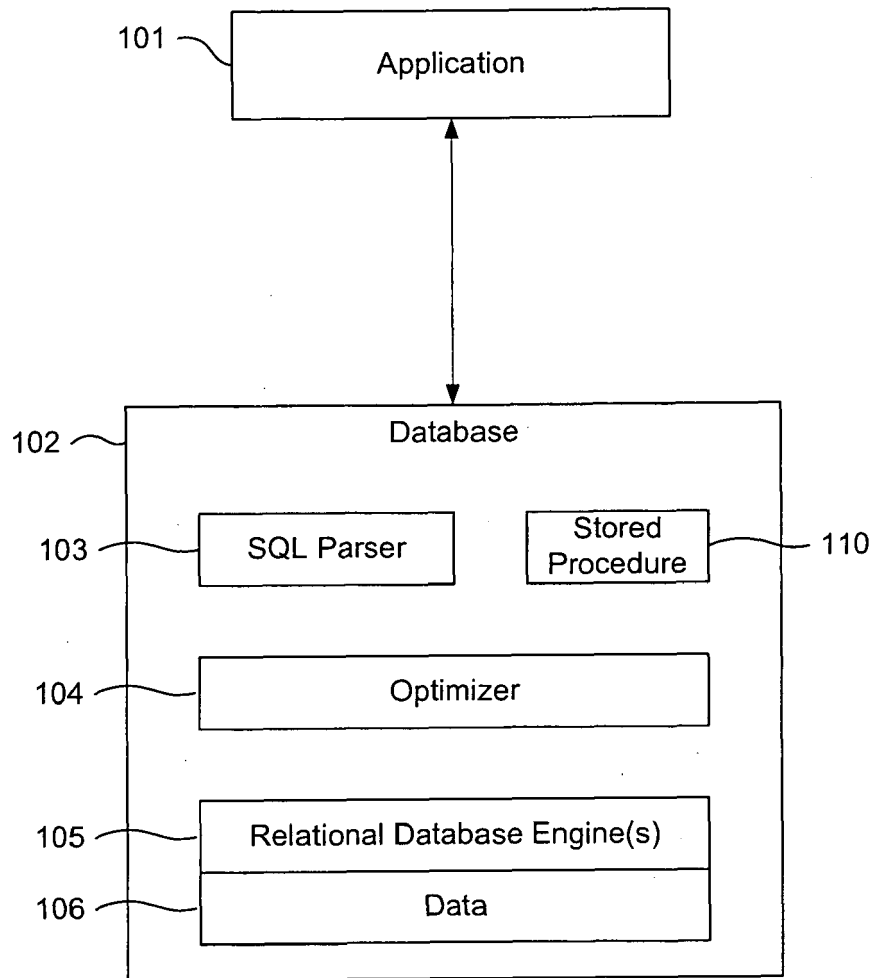 101
Application
102
Database
103
SQL Parser
Stored
Procedure
110
104
Optimizer
105
Relational Database Engine(s)
106
Data